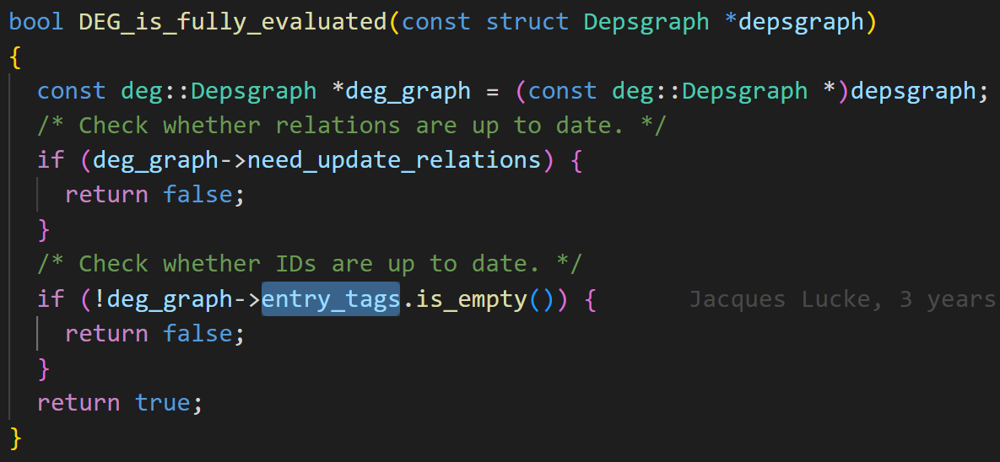 bool DEG_is_fully_evaluated(const struct Depsgraph *depsgraph)
{
  const deg::Depsgraph *deg_graph = (const deg::Depsgraph *)depsgraph;
  /* Check whether relations are up to date. */
  if (deg_graph->need_update_relations) {
    return false;
  }
  /* Check whether IDs are up to date. */
  if (!deg_graph->entry_tags.is_empty()) {       Jacques Lucke, 3 years
    return false;
  }
  return true;
}